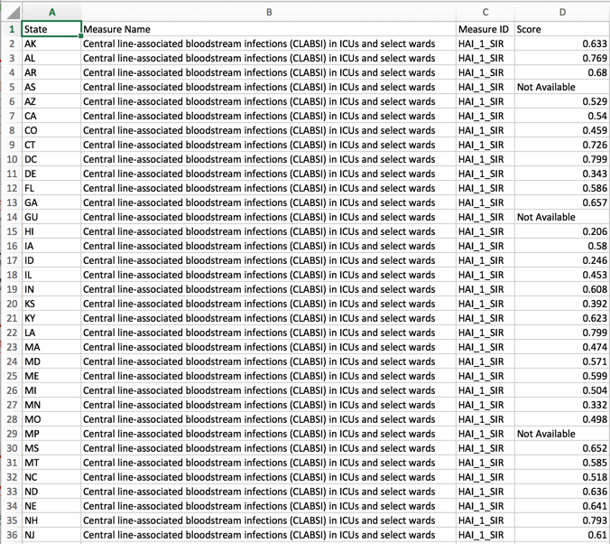 A B C D
1 State Measure Name Measure ID Score
2 AK Central line-associated bloodstream infections (CLABSI) in ICUs and select wards HAI_1_SIR 0.633
3 AL Central line-associated bloodstream infections (CLABSI) in ICUs and select wards HAI_1_SIR 0.769
4 AR Central line-associated bloodstream infections (CLABSI) in ICUs and select wards HAI_1_SIR 0.68
5 AS Central line-associated bloodstream infections (CLABSI) in ICUs and select wards HAI_1_SIR Not Available
6 AZ Central line-associated bloodstream infections (CLABSI) in ICUs and select wards HAI_1_SIR 0.529
7 CA Central line-associated bloodstream infections (CLABSI) in ICUs and select wards HAI_1_SIR 0.54
8 CO Central line-associated bloodstream infections (CLABSI) in ICUs and select wards HAI_1_SIR 0.459
9 CT Central line-associated bloodstream infections (CLABSI) in ICUs and select wards HAI_1_SIR 0.726
10 DC Central line-associated bloodstream infections (CLABSI) in ICUs and select wards HAI_1_SIR 0.799
11 DE Central line-associated bloodstream infections (CLABSI) in ICUs and select wards HAI_1_SIR 0.343
12 FL Central line-associated bloodstream infections (CLABSI) in ICUs and select wards HAI_1_SIR 0.586
13 GA Central line-associated bloodstream infections (CLABSI) in ICUs and select wards HAI_1_SIR 0.657
14 GU Central line-associated bloodstream infections (CLABSI) in ICUs and select wards HAI_1_SIR Not Available
15 HI Central line-associated bloodstream infections (CLABSI) in ICUs and select wards HAI_1_SIR 0.206
16 IA Central line-associated bloodstream infections (CLABSI) in ICUs and select wards HAI_1_SIR 0.58
17 ID Central line-associated bloodstream infections (CLABSI) in ICUs and select wards HAI_1_SIR 0.246
18 IL Central line-associated bloodstream infections (CLABSI) in ICUs and select wards HAI_1_SIR 0.453
19 IN Central line-associated bloodstream infections (CLABSI) in ICUs and select wards HAI_1_SIR 0.608
20 KS Central line-associated bloodstream infections (CLABSI) in ICUs and select wards HAI_1_SIR 0.392
21 KY Central line-associated bloodstream infections (CLABSI) in ICUs and select wards HAI_1_SIR 0.623
22 LA Central line-associated bloodstream infections (CLABSI) in ICUs and select wards HAI_1_SIR 0.799
23 MA Central line-associated bloodstream infections (CLABSI) in ICUs and select wards HAI_1_SIR 0.474
24 MD Central line-associated bloodstream infections (CLABSI) in ICUs and select wards HAI_1_SIR 0.571
25 ME Central line-associated bloodstream infections (CLABSI) in ICUs and select wards HAI_1_SIR 0.599
26 MI Central line-associated bloodstream infections (CLABSI) in ICUs and select wards HAI_1_SIR 0.504
27 MN Central line-associated bloodstream infections (CLABSI) in ICUs and select wards HAI_1_SIR 0.332
28 MO Central line-associated bloodstream infections (CLABSI) in ICUs and select wards HAI_1_SIR 0.498
29 MP Central line-associated bloodstream infections (CLABSI) in ICUs and select wards HAI_1_SIR Not Available
30 MS Central line-associated bloodstream infections (CLABSI) in ICUs and select wards HAI_1_SIR 0.652
31 MT Central line-associated bloodstream infections (CLABSI) in ICUs and select wards HAI_1_SIR 0.585
32 NC Central line-associated bloodstream infections (CLABSI) in ICUs and select wards HAI_1_SIR 0.518
33 ND Central line-associated bloodstream infections (CLABSI) in ICUs and select wards HAI_1_SIR 0.636
34 NE Central line-associated bloodstream infections (CLABSI) in ICUs and select wards HAI_1_SIR 0.641
35 NH Central line-associated bloodstream infections (CLABSI) in ICUs and select wards HAI_1_SIR 0.793
36 NJ Central line-associated bloodstream infections (CLABSI) in ICUs and select wards HAI_1_SIR 0.61